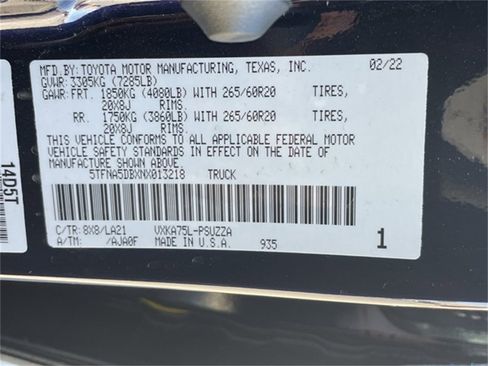 MFD.BY: TOYOTA MOTOR MANUFACTURING, TEXAS, INC. 02/22
GVWR: 3305KG (7285LB)
GAWR: FRT. 1850KG (4080LB) WITH 265/60R20 TIRES,
20X8J RIMS.
RR. 1750KG (3860LB) WITH 265/60R20 TIRES,
20X8J RIMS.
THIS VEHICLE CONFORMS TO ALL APPLICABLE FEDERAL MOTOR
VEHICLE SAFETY STANDARDS IN EFFECT ON THE DATE OF
MANUFACTURE SHOWN ABOVE.
5TFNA5DBXNX013218 TRUCK
C/TR: 8X8/LA21 VXKA75L-PSUZZA
A/TM: /AJA0F MADE IN U.S.A. 935
1
14D5T